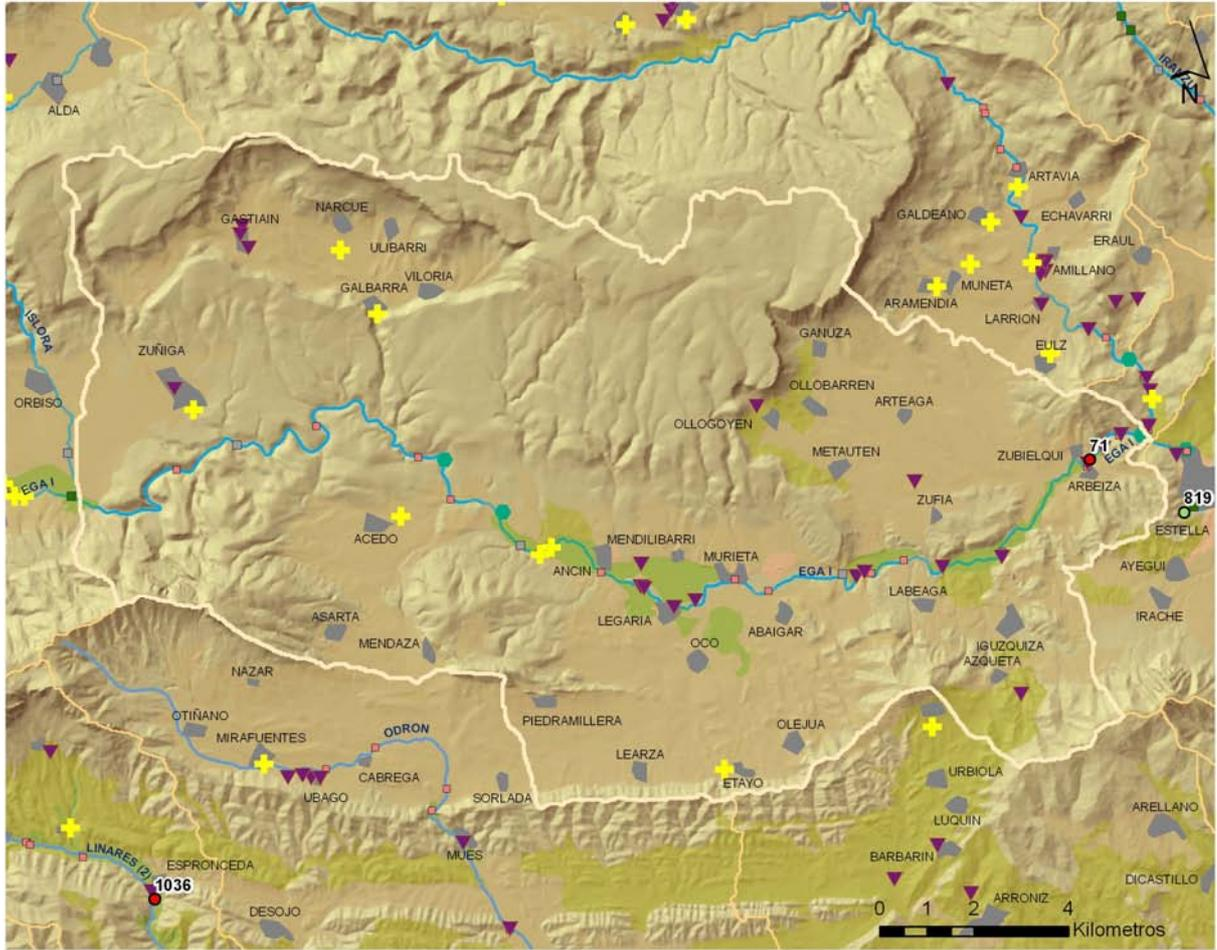 IRANZU
N
ALDA
ARTAVIA
NARCUE
GASTIAIN
GALDEANO
ECHAVARRI
ULIBARRI
ERAUL
VILORIA
AMILLANO
GALBARRA
MUNETA
ARAMENDIA
ISLORA
LARRION
GANUZA
EULZ
ZUÑIGA
ORBISO
OLLOBARREN
ARTEAGA
OLLOGOYEN
METAUTEN
ZUBIELQUI
71
EGA I
ARBEIZA
EGA I
ZUFIA
819
ESTELLA
ACEDO
MENDILIBARRI
MURIETA
ANCIN
EGA I
AYEGUI
LABEAGA
ASARTA
LEGARIA
ABAIGAR
IRACHE
MENDAZA
OCO
IGUZQUIZA
AZQUETA
NAZAR
OTIÑANO
PIEDRAMILLERA
OLEJUA
MIRAFUENTES
ODRON
LEARZA
CABREGA
ETAYO
URBIOLA
UBAGO
SORLADA
ARELLANO
LUQUIN
MUES
BARBARIN
LINARES (2)
ESPRONCEDA
1036
DICASTILLO
ARRONIZ
DESOJO
0 1 2 4
Kilometros